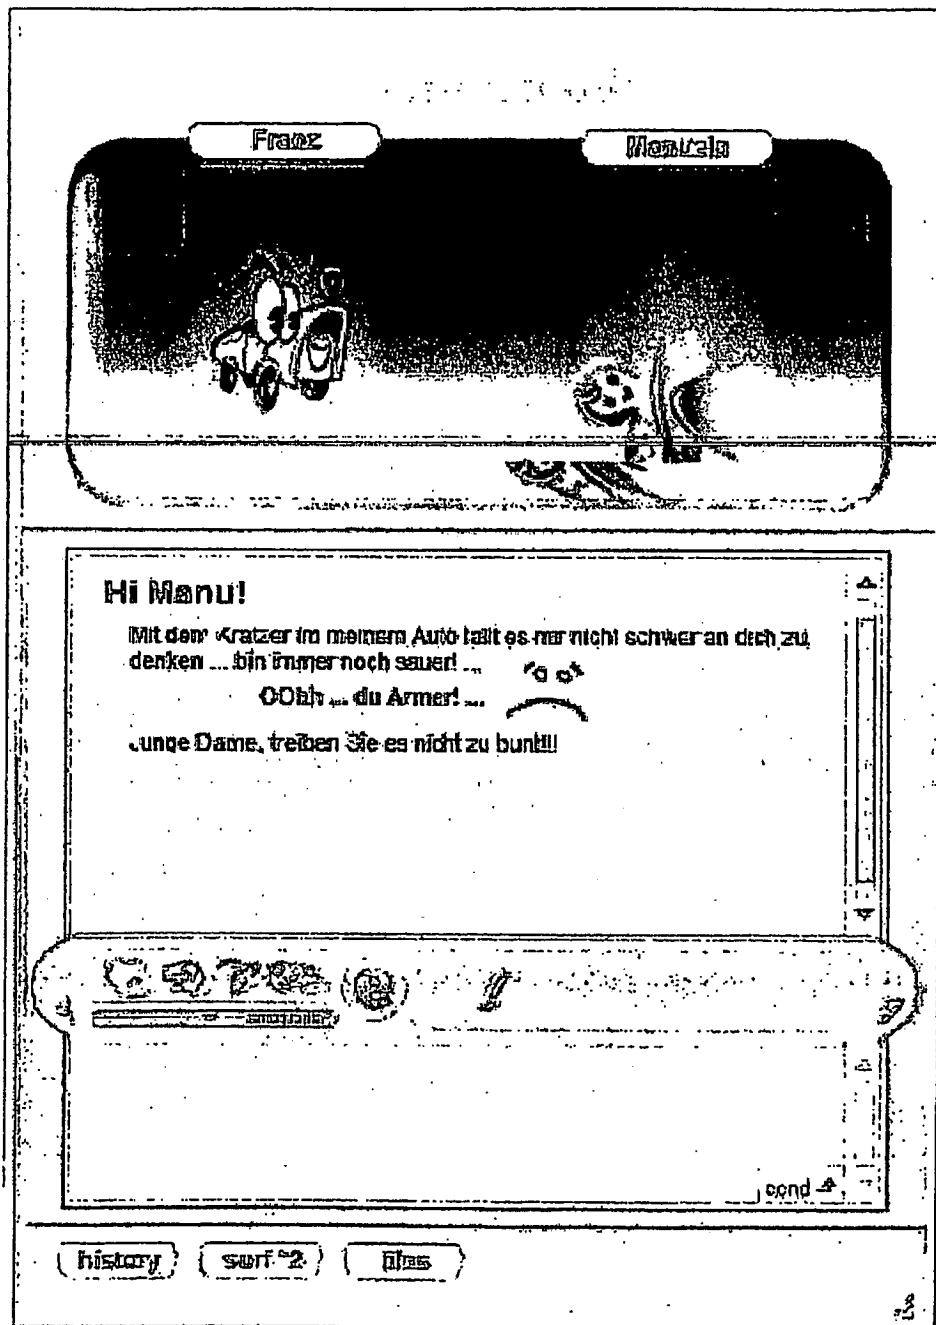 Franz
Manuela
Hi Manu!
Mit dem Kratzer im meinem Auto fällt es mir nicht schwer an dich zu
denken ... bin immer noch sauer! ...
OOhh ... du Armer! ...
Junge Dame, treiben Sie es nicht zu bunt!!!
send
history
surf *2
files